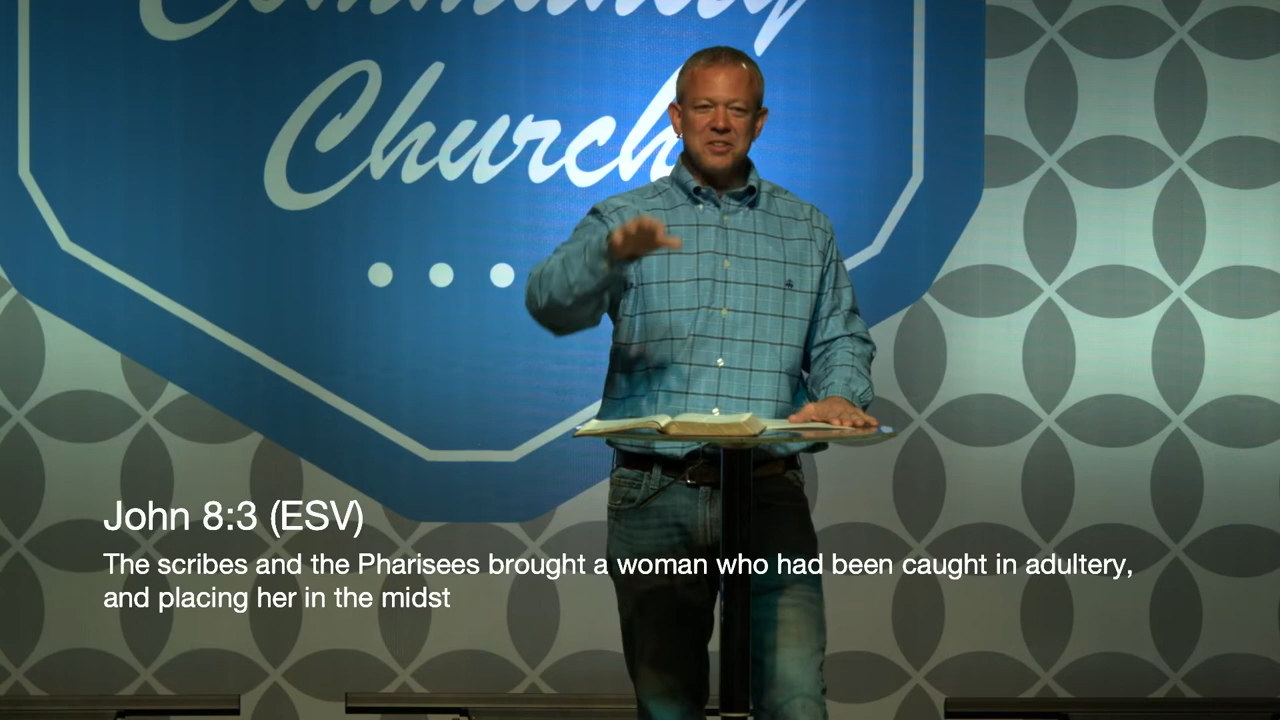 Community
Church
John 8:3 (ESV)
The scribes and the Pharisees brought a woman who had been caught in adultery,
and placing her in the midst